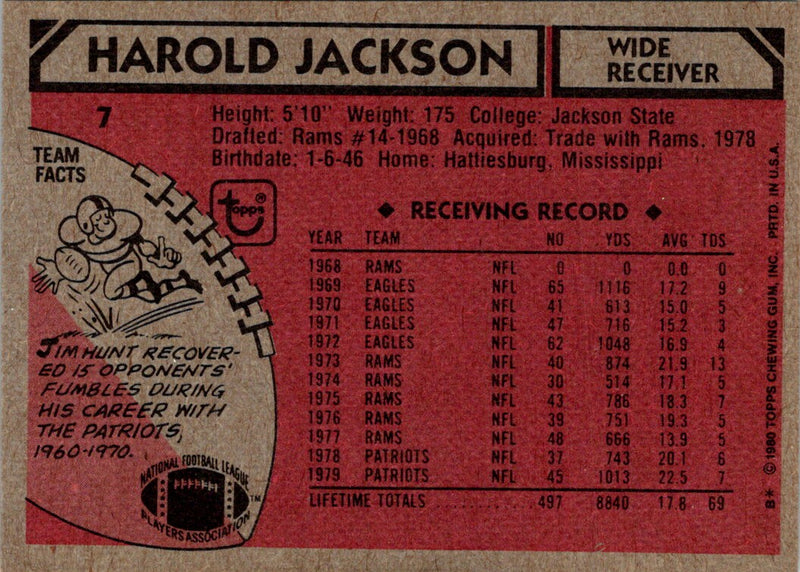 HAROLD JACKSON
WIDE
RECEIVER
7
Height: 5'10" Weight: 175 College: Jackson State
Drafted: Rams #14-1968 Acquired: Trade with Rams, 1978
Birthdate: 1-6-46 Home: Hattiesburg, Mississippi
TEAM
FACTS
topps®
JIM HUNT RECOVER-
ED 15 OPPONENTS'
FUMBLES DURING
HIS CAREER WITH
THE PATRIOTS,
1960-1970.
NATIONAL FOOTBALL LEAGUE
PLAYERS ASSOCIATION™
◆ RECEIVING RECORD ◆
YEAR TEAM NO YDS AVG TDS
1968 RAMS NFL 0 0 0.0 0
1969 EAGLES NFL 65 1116 17.2 9
1970 EAGLES NFL 41 613 15.0 5
1971 EAGLES NFL 47 716 15.2 3
1972 EAGLES NFL 62 1048 16.9 4
1973 RAMS NFL 40 874 21.9 13
1974 RAMS NFL 30 514 17.1 5
1975 RAMS NFL 43 786 18.3 7
1976 RAMS NFL 39 751 19.3 5
1977 RAMS NFL 48 666 13.9 5
1978 PATRIOTS NFL 37 743 20.1 6
1979 PATRIOTS NFL 45 1013 22.5 7
LIFETIME TOTALS 497 8840 17.8 69
B* © 1980 TOPPS CHEWING GUM, INC. PRTD. IN U.S.A.